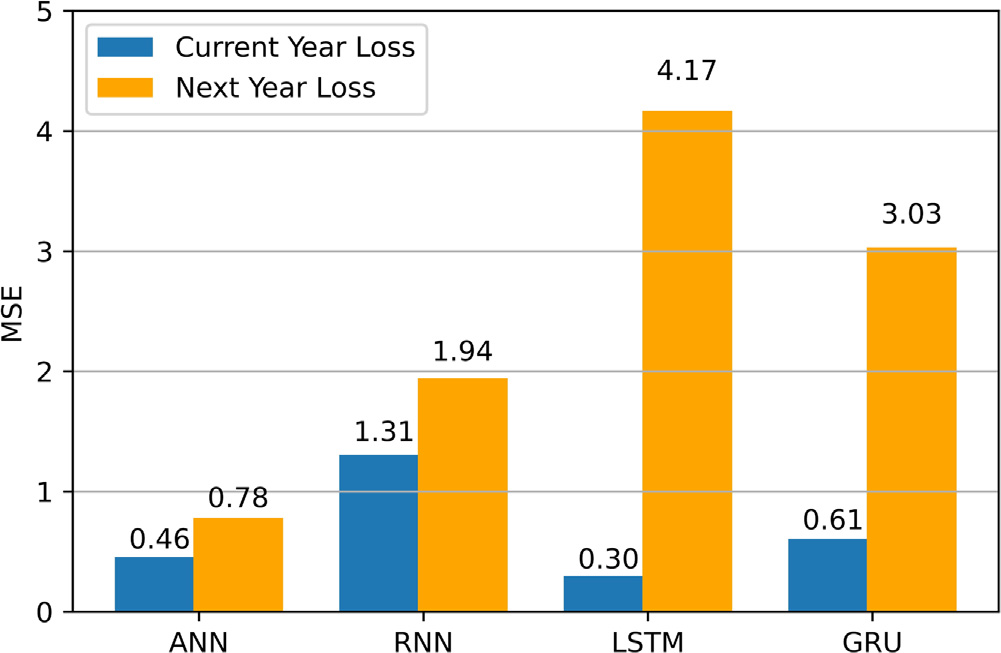 Current Year Loss
Next Year Loss
MSE
5
4
3
2
1
0
0.46
0.78
1.31
1.94
0.30
4.17
0.61
3.03
ANN
RNN
LSTM
GRU